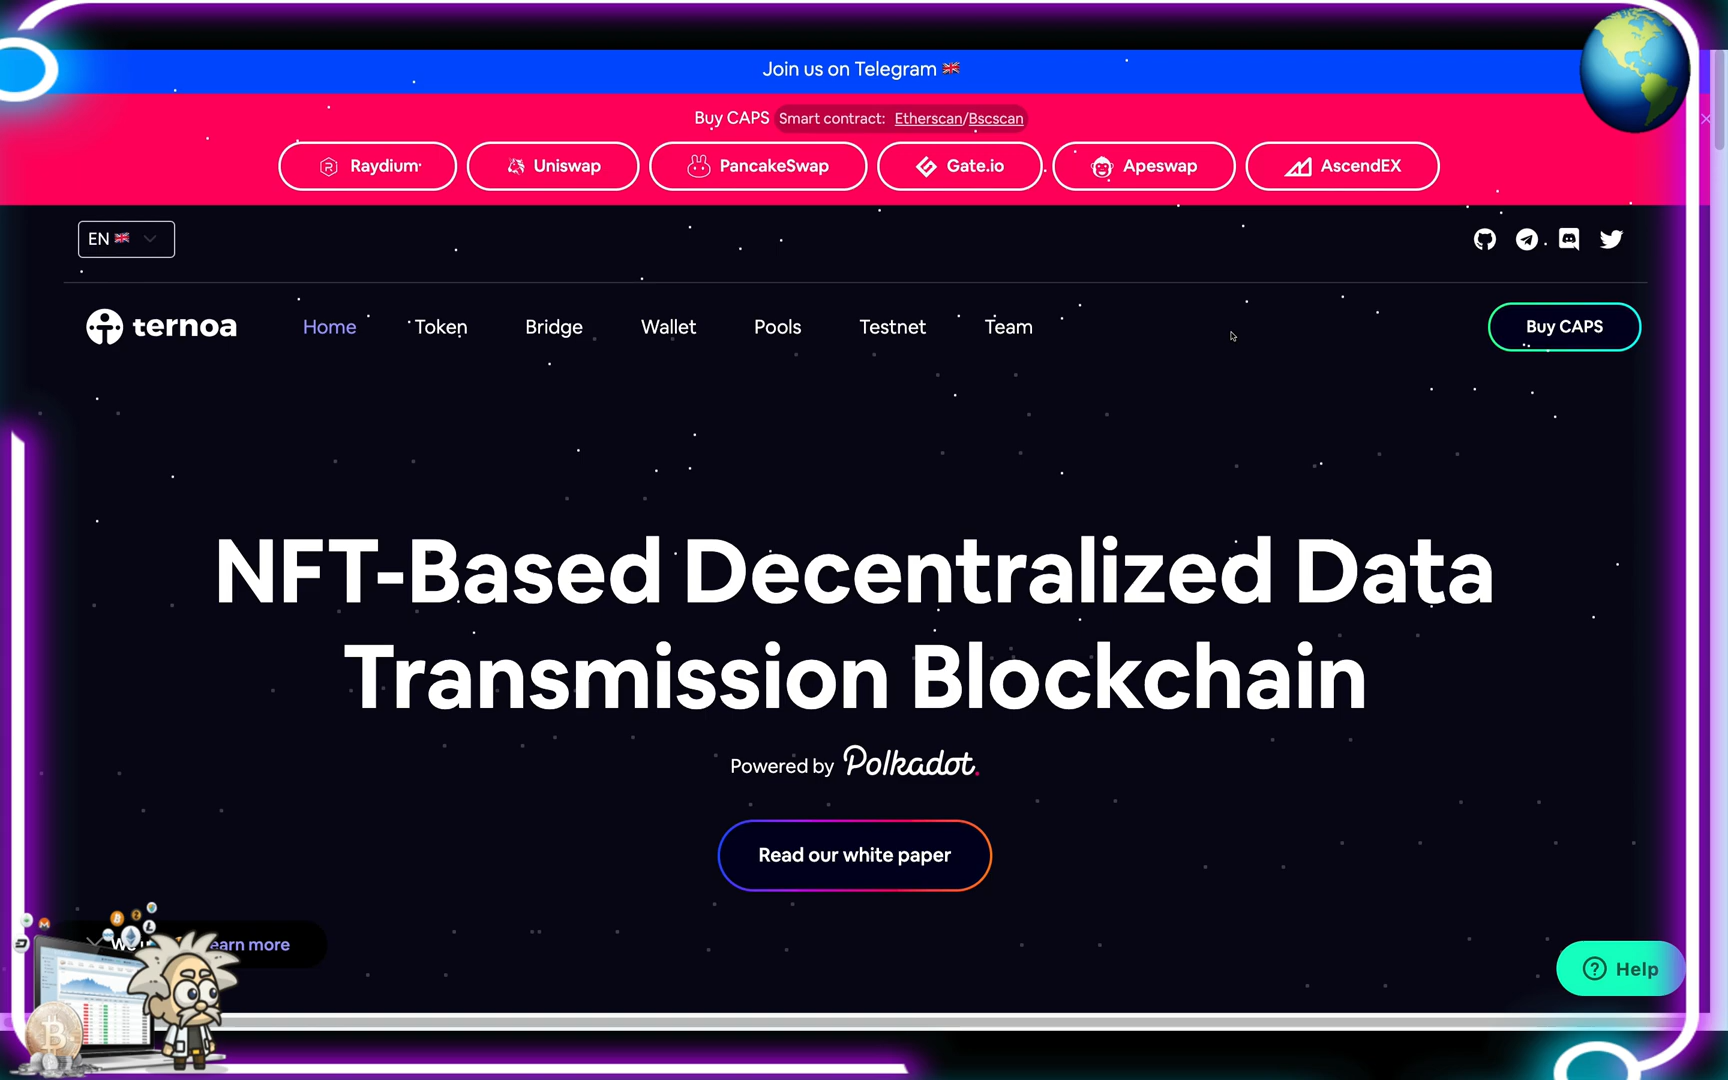 Join us on Telegram
Buy CAPS Smart contract: Etherscan/Bscscan
Raydium Uniswap PancakeSwap Gate.io Apeswap AscendEX
EN
ternoa Home Token Bridge Wallet Pools Testnet Team Buy CAPS
NFT-Based Decentralized Data
Transmission Blockchain
Powered by Polkadot.
Read our white paper
earn more
Help